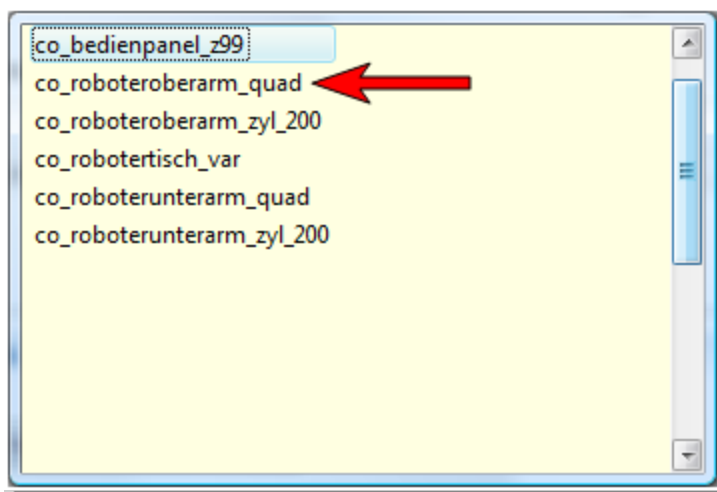 co_bedienpanel_z99
co_roboteroberarm_quad
co_roboteroberarm_zyl_200
co_robotertisch_var
co_roboterunterarm_quad
co_roboterunterarm_zyl_200